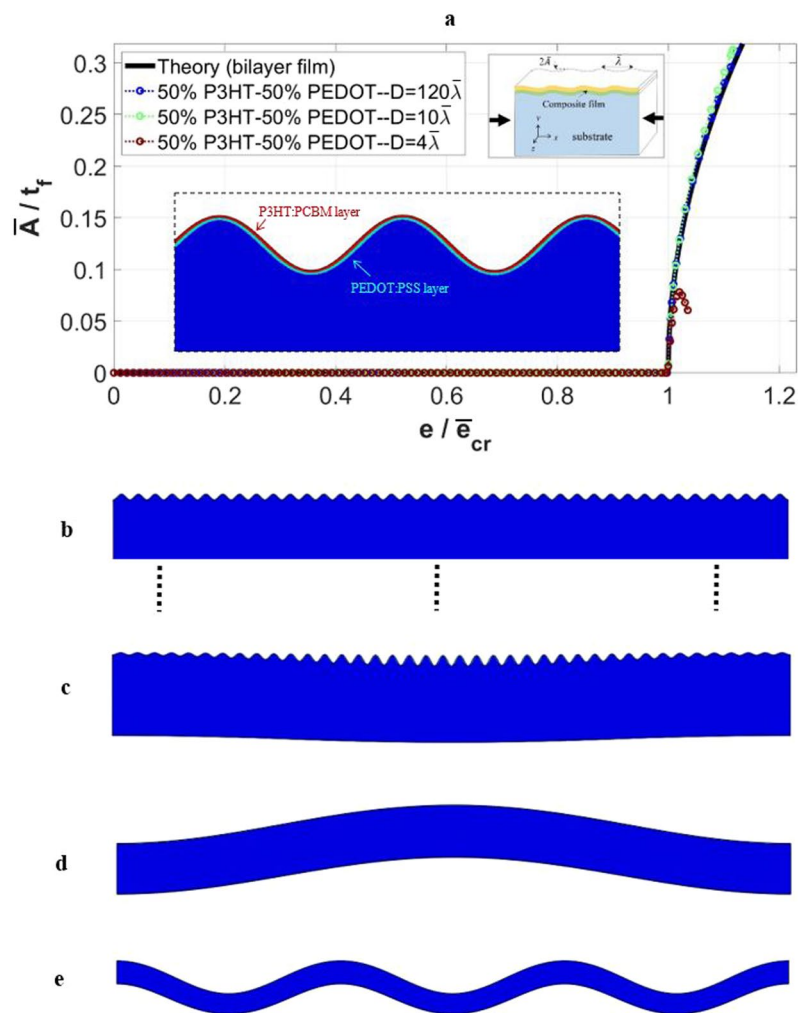 a
0.3
0.25
0.2
0.15
0.1
0.05
0
A̅ / t_f
Theory (bilayer film)
50% P3HT-50% PEDOT--D=120λ̅
50% P3HT-50% PEDOT--D=10λ̅
50% P3HT-50% PEDOT--D=4λ̅
2A̅
λ̅
Composite film
substrate
y
x
z
P3HT:PCBM layer
PEDOT:PSS layer
0 0.2 0.4 0.6 0.8 1 1.2
e / e̅_cr
b
c
d
e